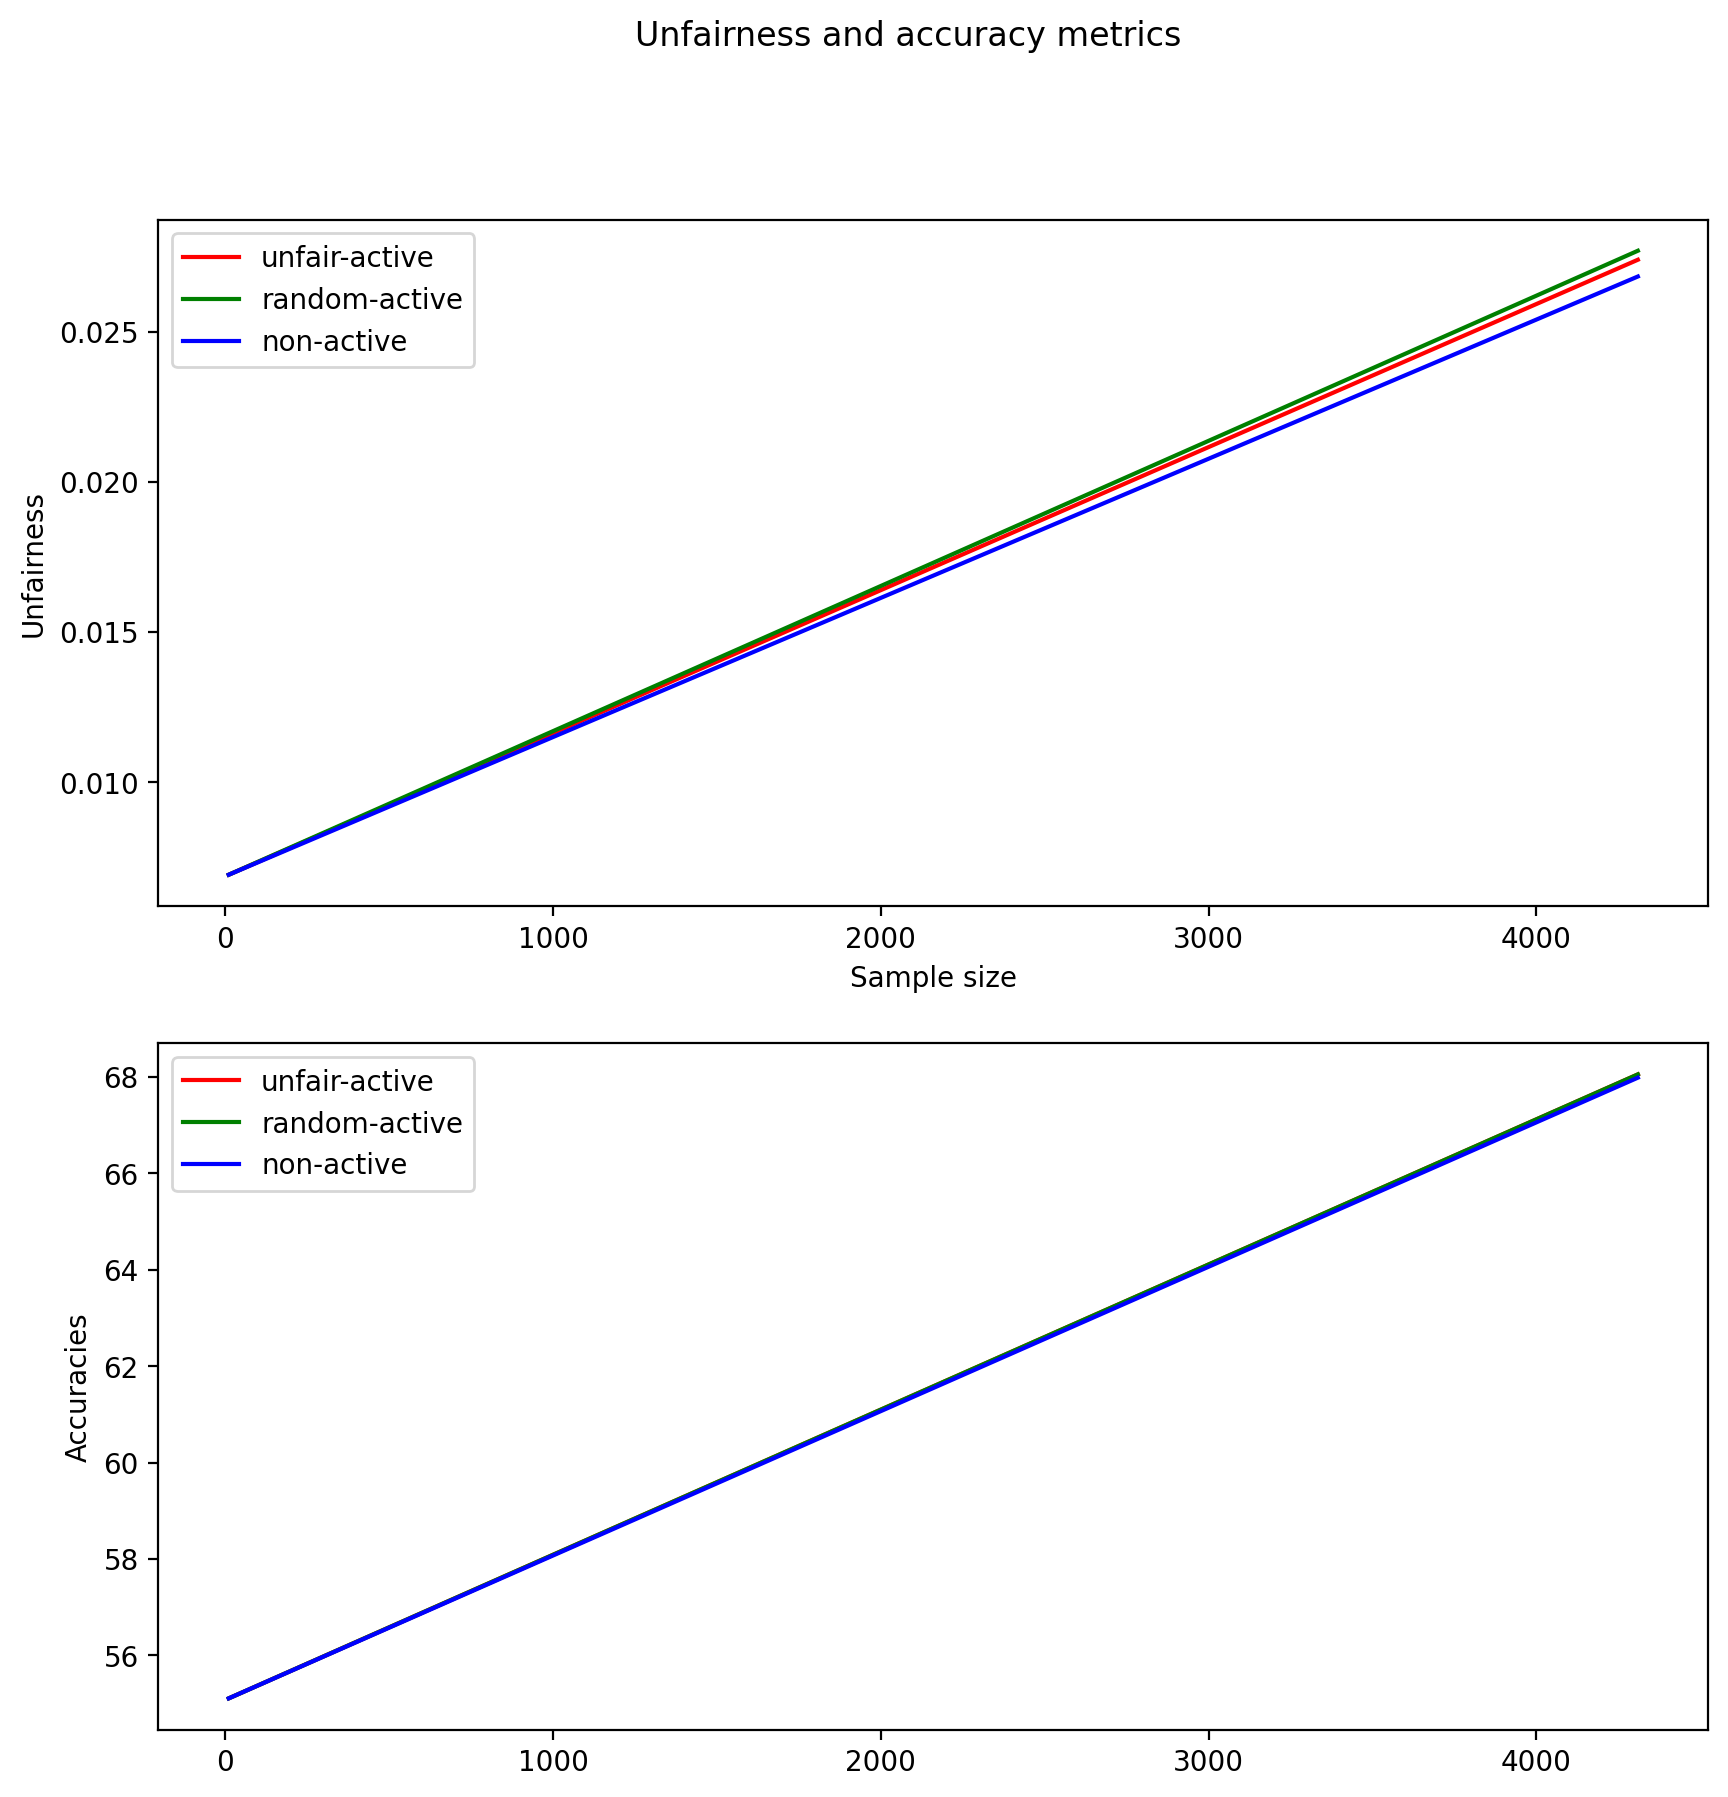 Unfairness and accuracy metrics
unfair-active
random-active
non-active
0.025
0.020
0.015
0.010
Unfairness
0 1000 2000 3000 4000
Sample size
unfair-active
random-active
non-active
68
66
64
62
60
58
56
Accuracies
0 1000 2000 3000 4000